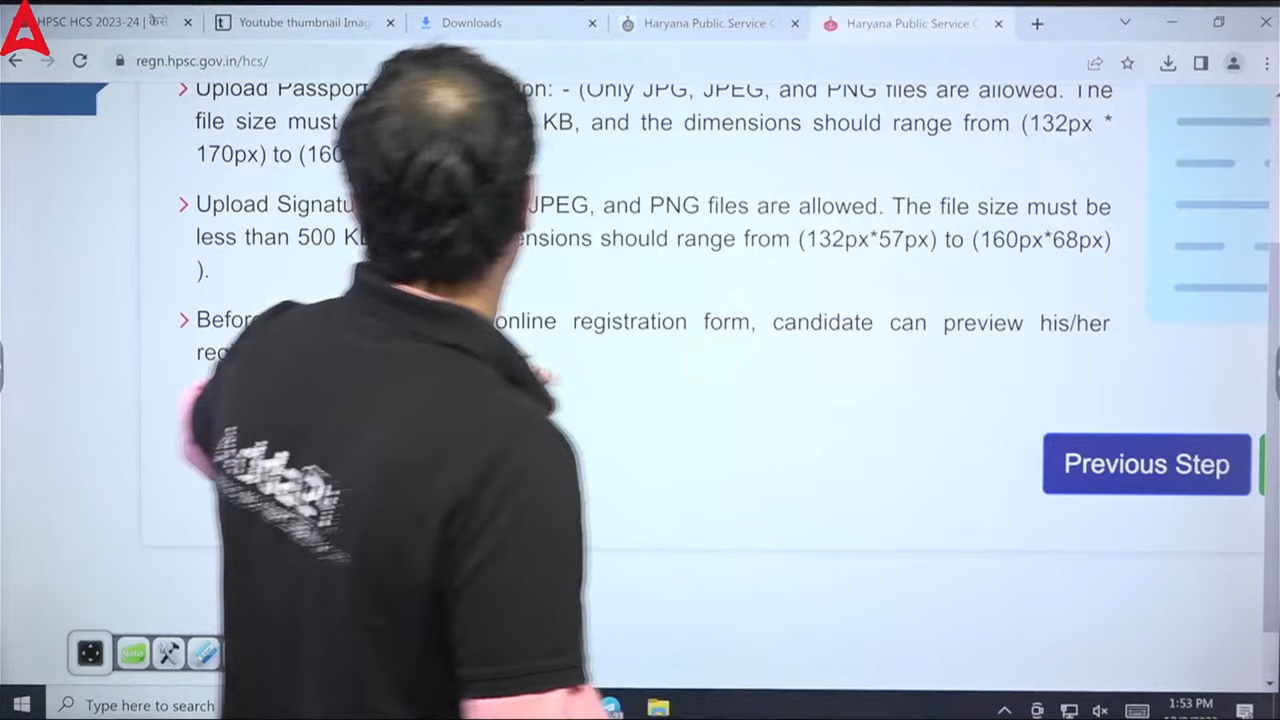 HPSC HCS 2023-24 | कैसे
Youtube thumbnail Imag
Downloads
Haryana Public Service C
Haryana Public Service C
regn.hpsc.gov.in/hcs/
Upload Passport on: - (Only JPG, JPEG, and PNG files are allowed. The
file size must KB, and the dimensions should range from (132px *
170px) to (160
Upload Signatu JPEG, and PNG files are allowed. The file size must be
less than 500 K ensions should range from (132px*57px) to (160px*68px)
).
Befor online registration form, candidate can preview his/her
Previous Step
Note
Type here to search
1:53 PM